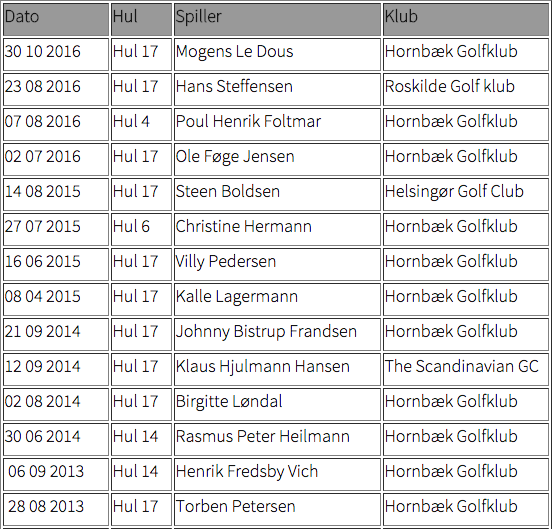 Dato Hul Spiller Klub
30 10 2016 Hul 17 Mogens Le Dous Hornbæk Golfklub
23 08 2016 Hul 17 Hans Steffensen Roskilde Golf klub
07 08 2016 Hul 4 Poul Henrik Foltmar Hornbæk Golfklub
02 07 2016 Hul 17 Ole Føge Jensen Hornbæk Golfklub
14 08 2015 Hul 17 Steen Boldsen Helsingør Golf Club
27 07 2015 Hul 6 Christine Hermann Hornbæk Golfklub
16 06 2015 Hul 17 Villy Pedersen Hornbæk Golfklub
08 04 2015 Hul 17 Kalle Lagermann Hornbæk Golfklub
21 09 2014 Hul 17 Johnny Bistrup Frandsen Hornbæk Golfklub
12 09 2014 Hul 17 Klaus Hjulmann Hansen The Scandinavian GC
02 08 2014 Hul 17 Birgitte Løndal Hornbæk Golfklub
30 06 2014 Hul 14 Rasmus Peter Heilmann Hornbæk Golfklub
06 09 2013 Hul 14 Henrik Fredsby Vich Hornbæk Golfklub
28 08 2013 Hul 17 Torben Petersen Hornbæk Golfklub